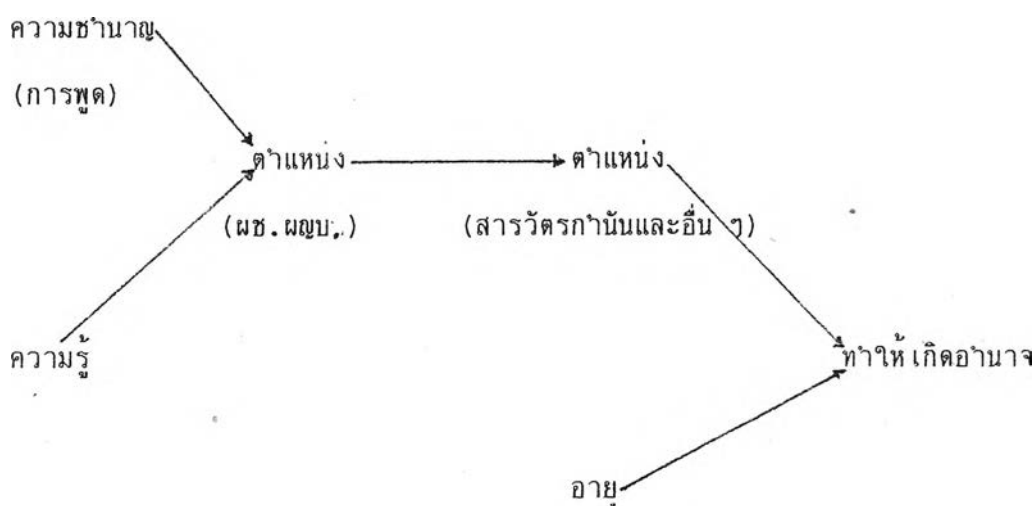 ความชำนาญ
(การพูด)
ตำแหน่ง ตำแหน่ง
(ผช.ผญบ.) (สารวัตรกำนันและอื่น ๆ)
ความรู้
ทำให้เกิดอำนาจ
อายุ